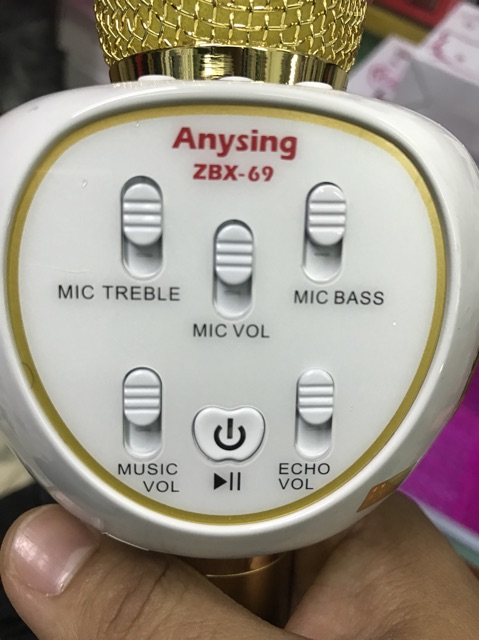 Anysing
ZBX-69
MIC TREBLE
MIC VOL
MIC BASS
MUSIC
VOL
ECHO
VOL